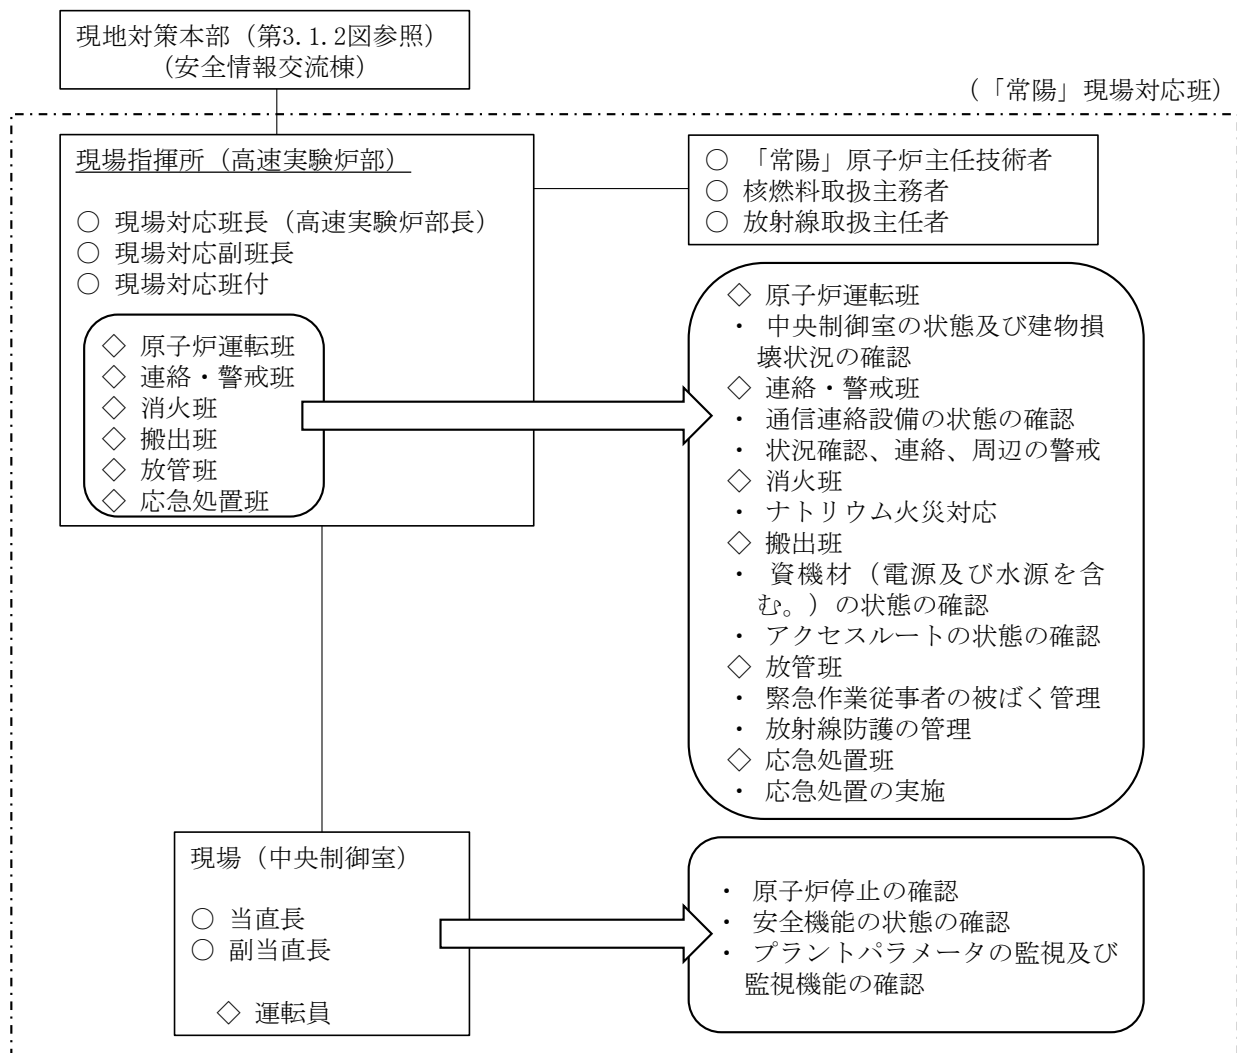 現地対策本部（第3.1.2図参照）
（安全情報交流棟）
（「常陽」現場対応班）
現場指揮所（高速実験炉部）
○ 現場対応班長（高速実験炉部長）
○ 現場対応副班長
○ 現場対応班付
◇ 原子炉運転班
◇ 連絡・警戒班
◇ 消火班
◇ 搬出班
◇ 放管班
◇ 応急処置班
○ 「常陽」原子炉主任技術者
○ 核燃料取扱主務者
○ 放射線取扱主任者
◇ 原子炉運転班
・ 中央制御室の状態及び建物損
壊状況の確認
◇ 連絡・警戒班
・ 通信連絡設備の状態の確認
・ 状況確認、連絡、周辺の警戒
◇ 消火班
・ ナトリウム火災対応
◇ 搬出班
・ 資機材（電源及び水源を含
む。）の状態の確認
・ アクセスルートの状態の確認
◇ 放管班
・ 緊急作業従事者の被ばく管理
・ 放射線防護の管理
◇ 応急処置班
・ 応急処置の実施
現場（中央制御室）
○ 当直長
○ 副当直長
◇ 運転員
・ 原子炉停止の確認
・ 安全機能の状態の確認
・ プラントパラメータの監視及び
監視機能の確認